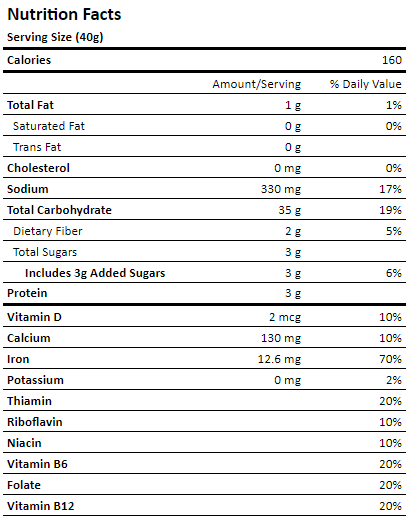 Nutrition Facts
Serving Size (40g)
Calories 160
Amount/Serving % Daily Value
Total Fat 1 g 1%
Saturated Fat 0 g 0%
Trans Fat 0 g
Cholesterol 0 mg 0%
Sodium 330 mg 17%
Total Carbohydrate 35 g 19%
Dietary Fiber 2 g 5%
Total Sugars 3 g
Includes 3g Added Sugars 3 g 6%
Protein 3 g
Vitamin D 2 mcg 10%
Calcium 130 mg 10%
Iron 12.6 mg 70%
Potassium 0 mg 2%
Thiamin 20%
Riboflavin 10%
Niacin 10%
Vitamin B6 20%
Folate 20%
Vitamin B12 20%